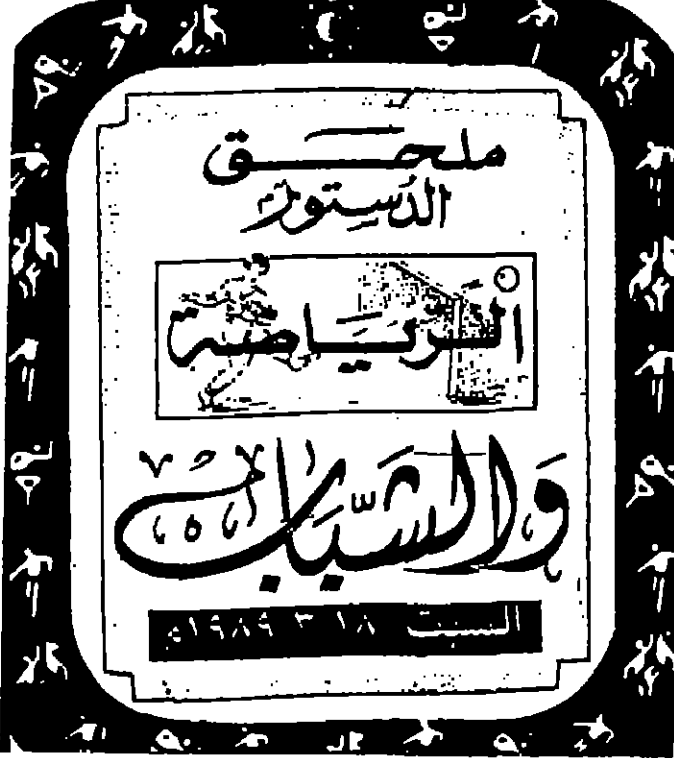 ملحق
الدستور
الرياضة
والشباب
السبت ١٨ ٣ ١٩٨٩م